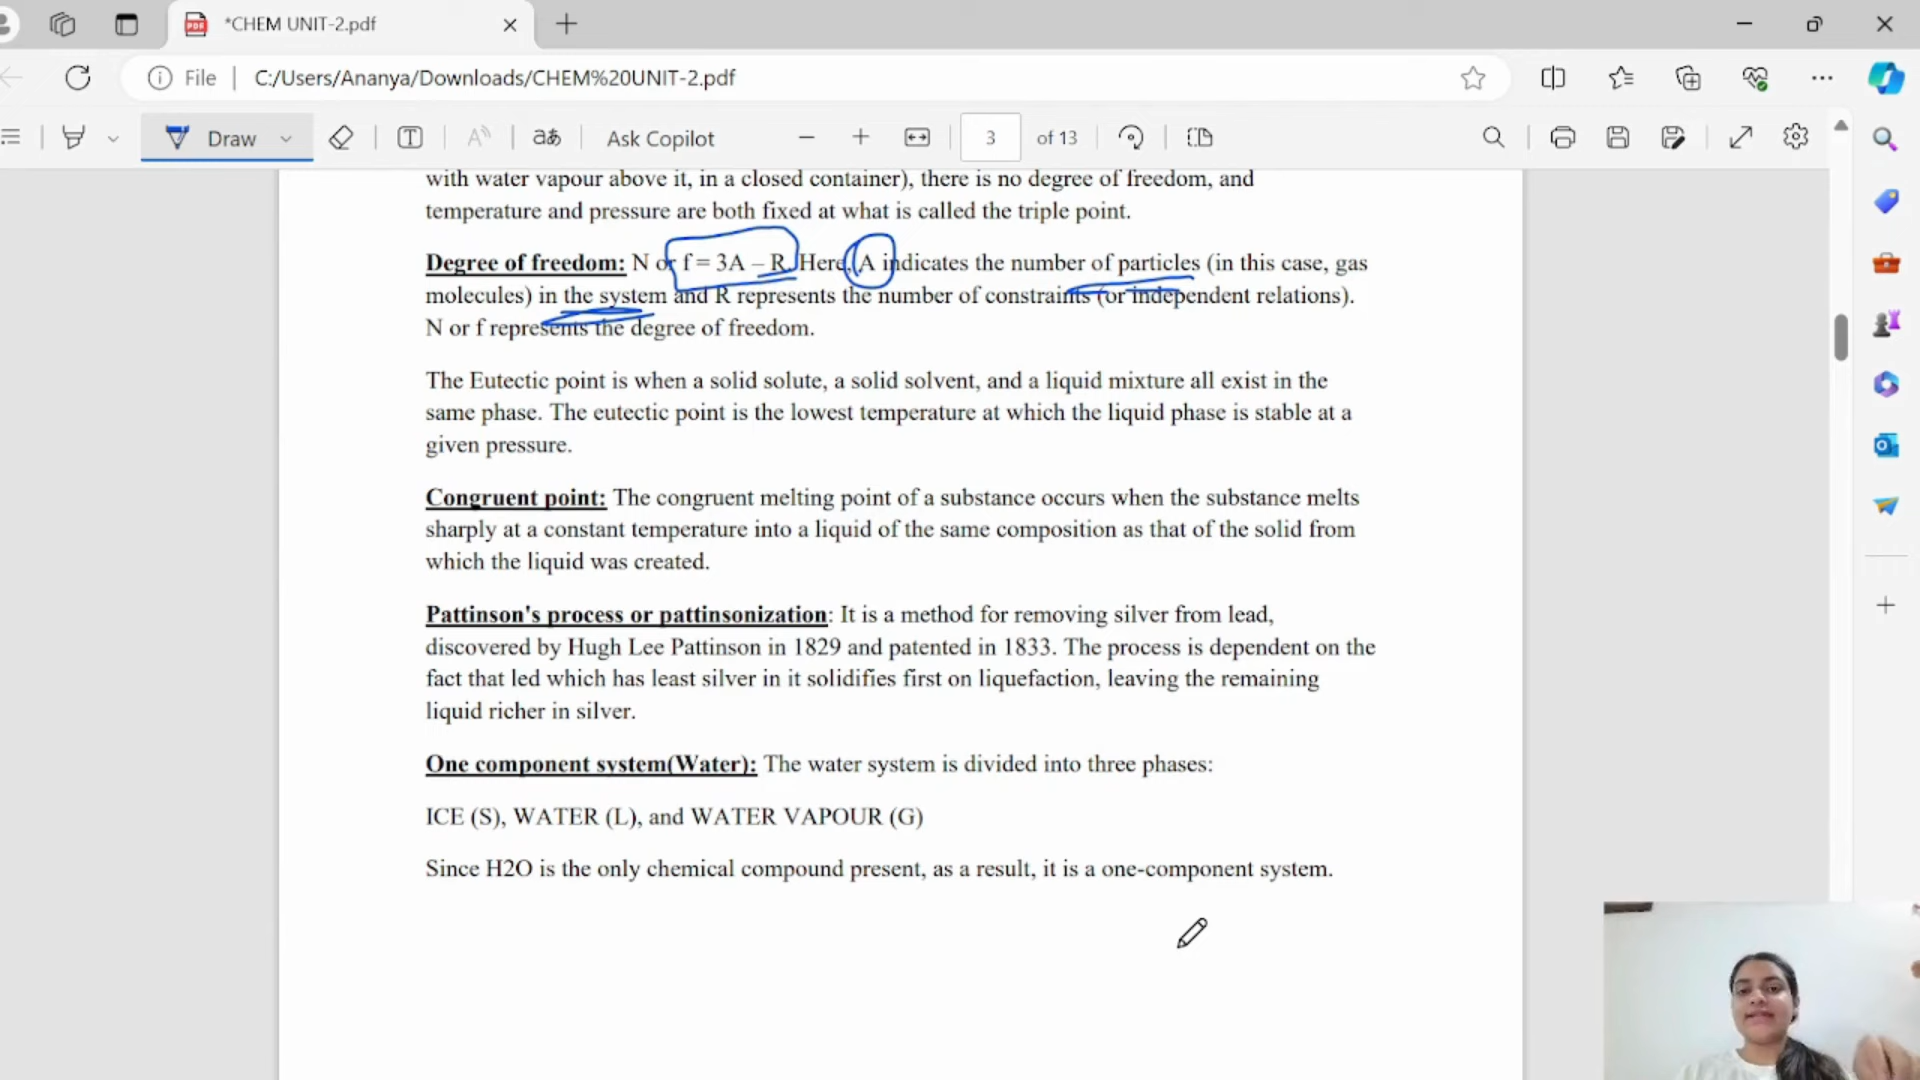 *CHEM UNIT-2.pdf
File
C:/Users/Ananya/Downloads/CHEM%20UNIT-2.pdf
Draw
Ask Copilot
3
of 13
with water vapour above it, in a closed container), there is no degree of freedom, and
temperature and pressure are both fixed at what is called the triple point.
Degree of freedom: N or f = 3A – R. Here, A indicates the number of particles (in this case, gas
molecules) in the system and R represents the number of constraints (or independent relations).
N or f represents the degree of freedom.
The Eutectic point is when a solid solute, a solid solvent, and a liquid mixture all exist in the
same phase. The eutectic point is the lowest temperature at which the liquid phase is stable at a
given pressure.
Congruent point: The congruent melting point of a substance occurs when the substance melts
sharply at a constant temperature into a liquid of the same composition as that of the solid from
which the liquid was created.
Pattinson's process or pattinsonization: It is a method for removing silver from lead,
discovered by Hugh Lee Pattinson in 1829 and patented in 1833. The process is dependent on the
fact that led which has least silver in it solidifies first on liquefaction, leaving the remaining
liquid richer in silver.
One component system(Water): The water system is divided into three phases:
ICE (S), WATER (L), and WATER VAPOUR (G)
Since H2O is the only chemical compound present, as a result, it is a one-component system.